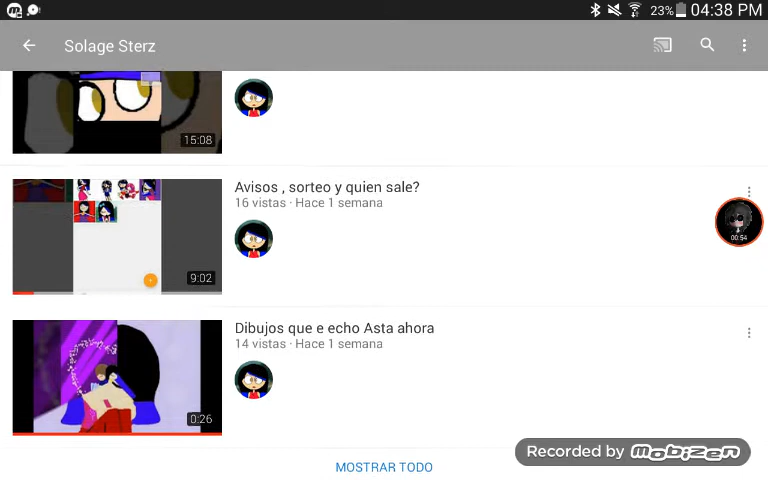 23% 04:38 PM
Solage Sterz
15:08
Avisos , sorteo y quien sale?
16 vistas · Hace 1 semana
9:02
00:54
Dibujos que e echo Asta ahora
14 vistas · Hace 1 semana
0:26
Recorded by mobizen
MOSTRAR TODO